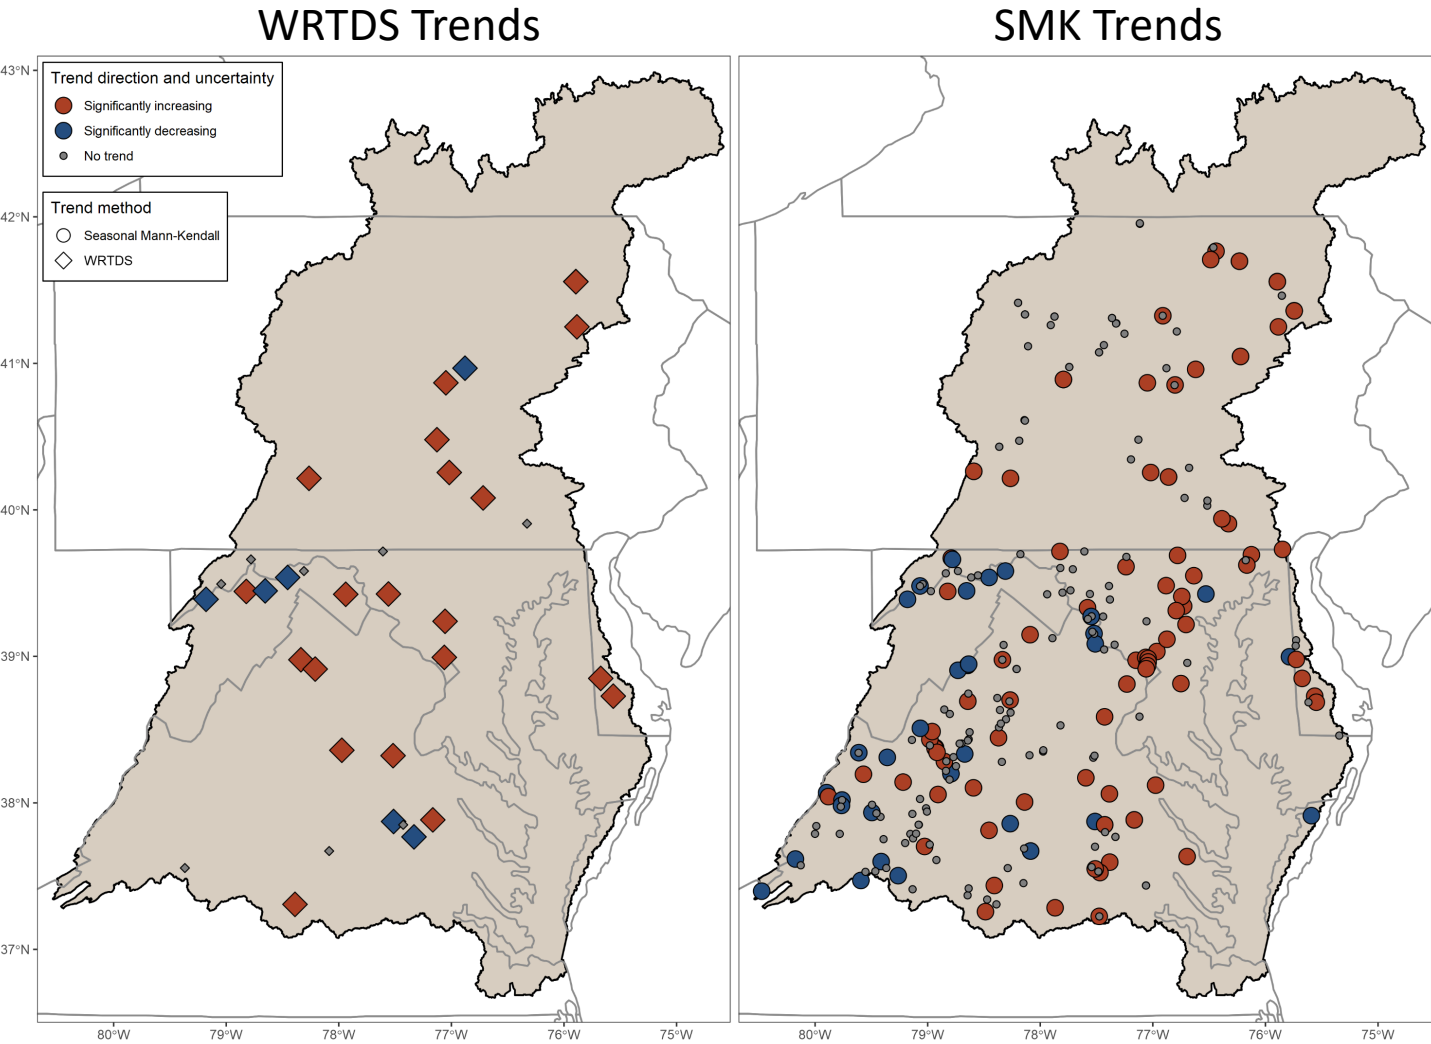 WRTDS Trends
SMK Trends
Trend direction and uncertainty
Significantly increasing
Significantly decreasing
No trend
Trend method
Seasonal Mann-Kendall
WRTDS
43°N
42°N
41°N
40°N
39°N
38°N
37°N
80°W 79°W 78°W 77°W 76°W 75°W
80°W 79°W 78°W 77°W 76°W 75°W